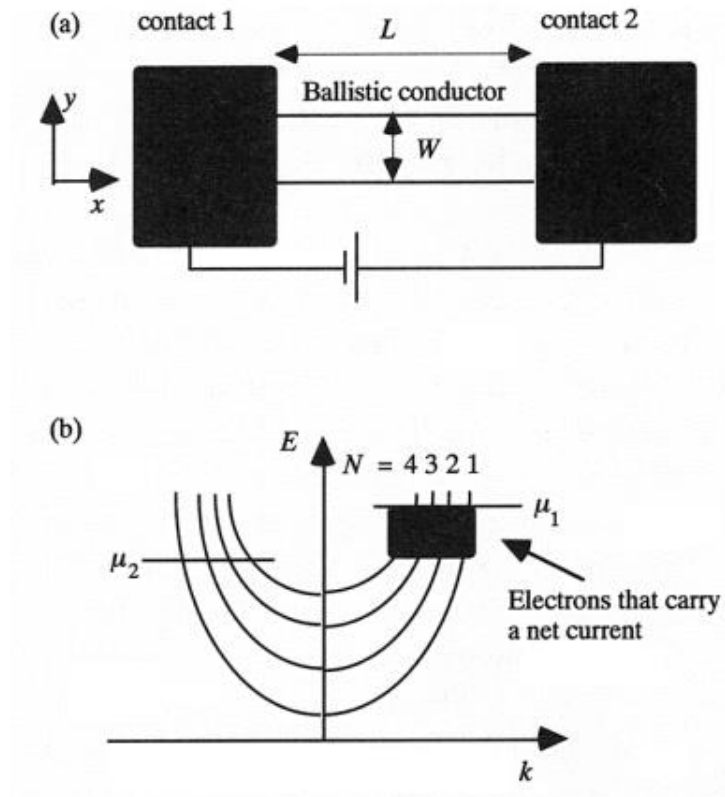 (a)
contact 1
L
contact 2
Ballistic conductor
y
W
x
(b)
E
N = 4 3 2 1
μ1
μ2
Electrons that carry
a net current
k